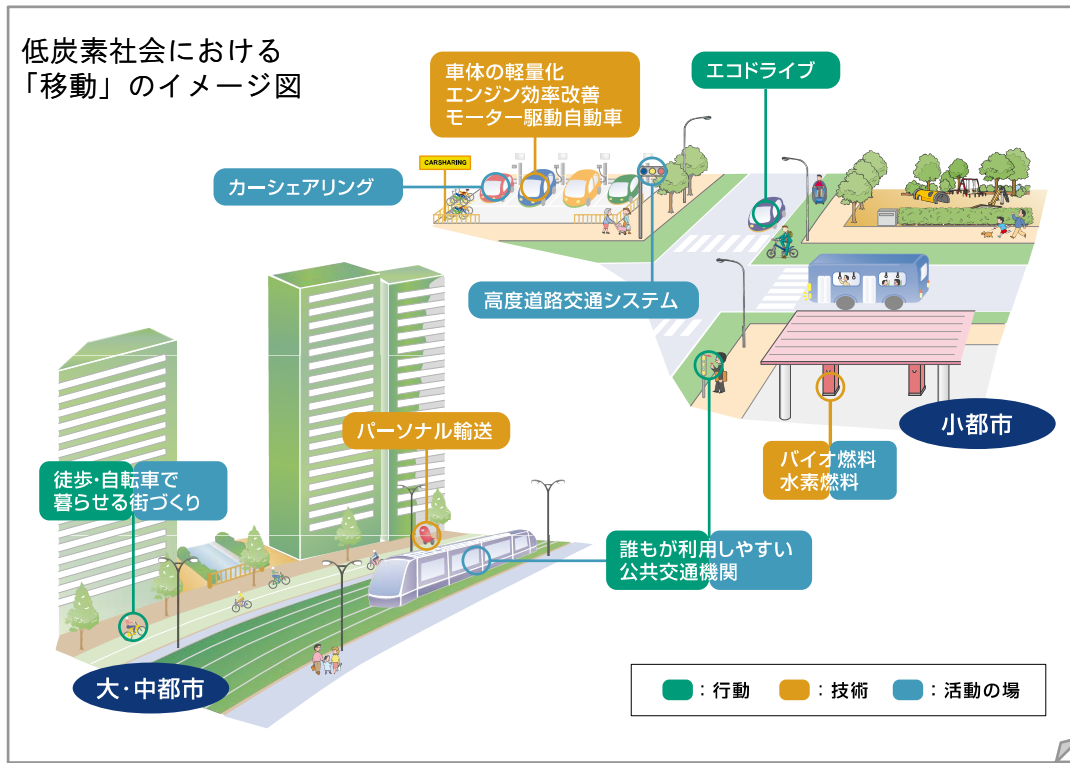 低炭素社会における
「移動」のイメージ図
車体の軽量化
エンジン効率改善
モーター駆動自動車
エコドライブ
CARSHARING
カーシェアリング
高度道路交通システム
小都市
パーソナル輸送
バイオ燃料
水素燃料
徒歩・自転車で
暮らせる街づくり
誰もが利用しやすい
公共交通機関
大・中都市
：行動
：技術
：活動の場